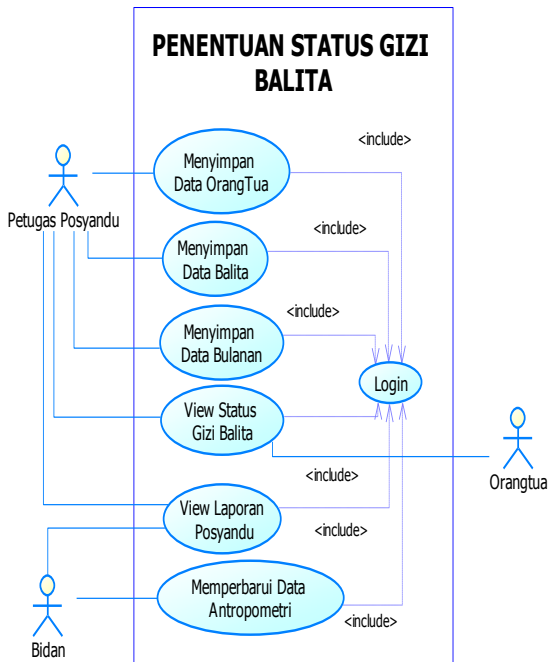 PENENTUAN STATUS GIZI
BALITA
<include>
Menyimpan
Data OrangTua
Petugas Posyandu
<include>
Menyimpan
Data Balita
<include>
Menyimpan
Data Bulanan
Login
View Status
Gizi Balita
Orangtua
<include>
View Laporan
Posyandu
<include>
Memperbarui Data
Antropometri
<include>
Bidan